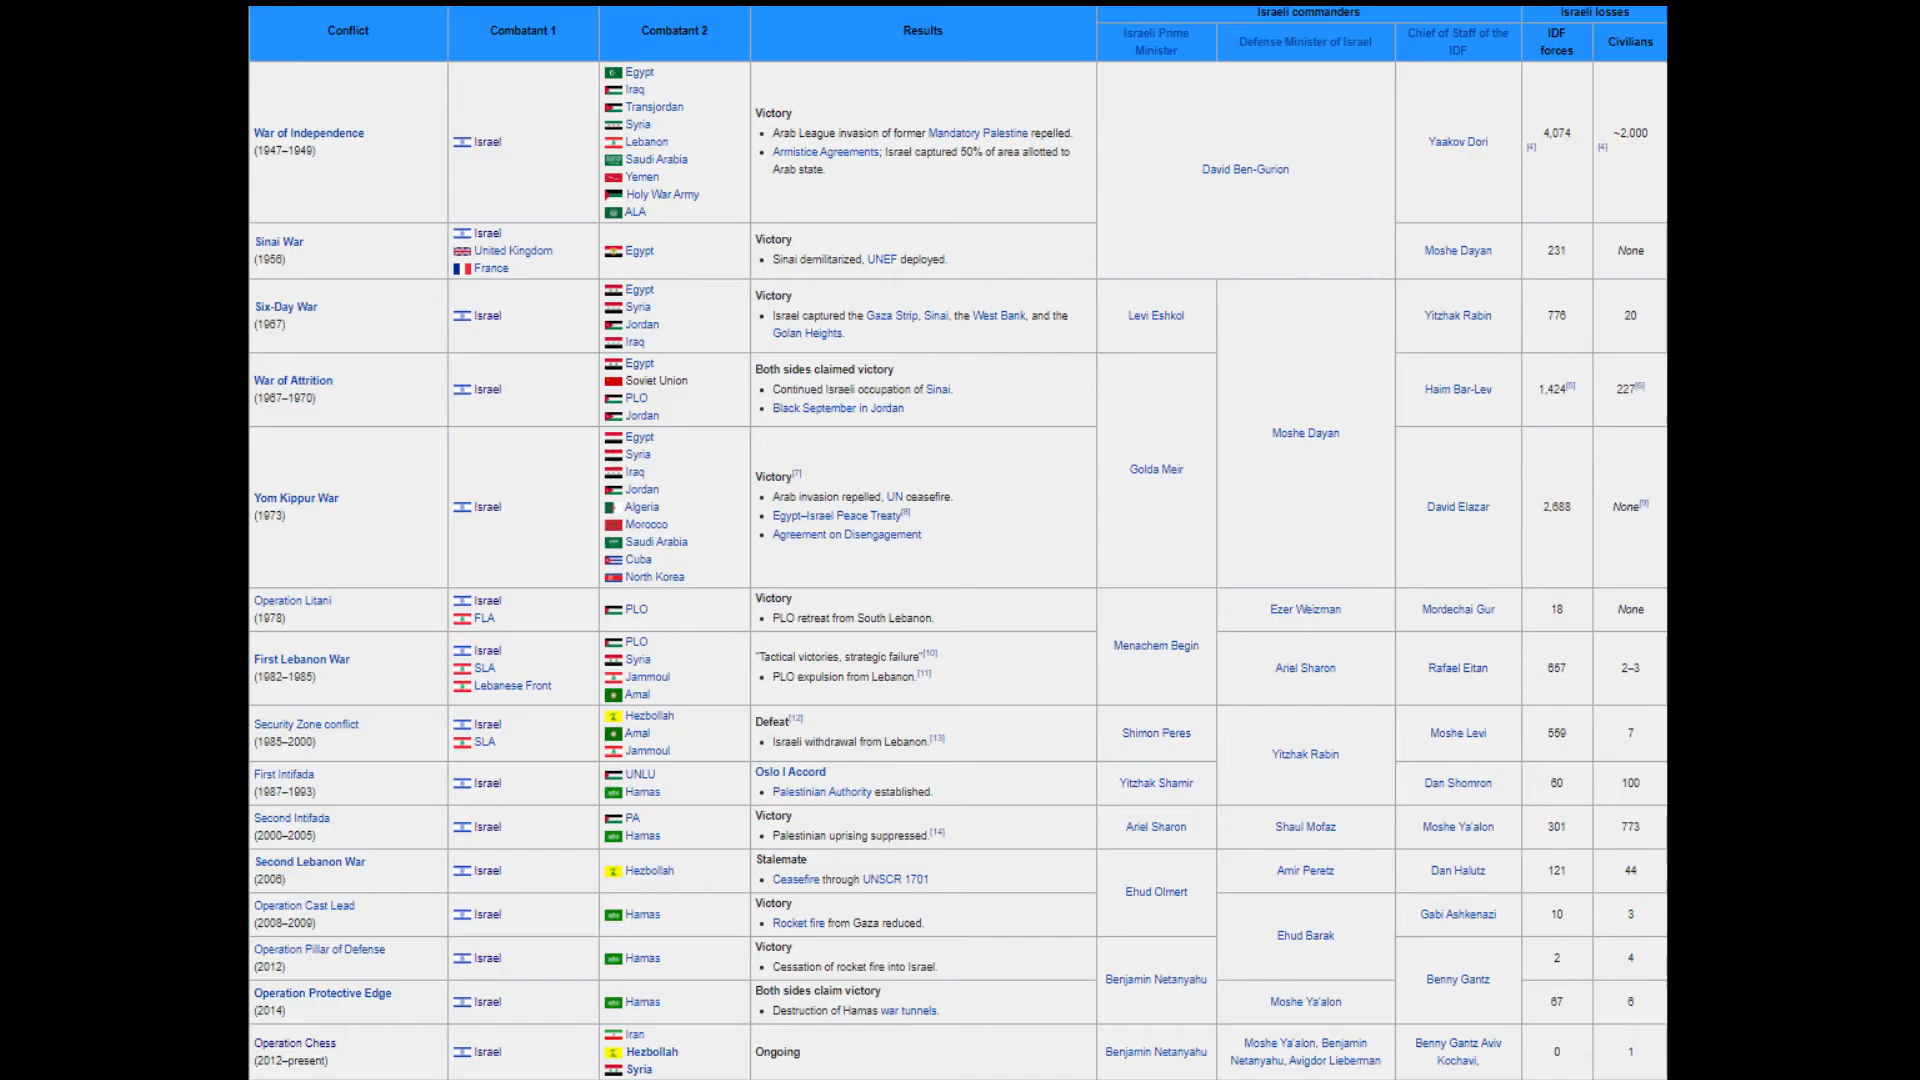 Conflict
Combatant 1
Combatant 2
Results
Israeli commanders
Israeli losses
Israeli Prime
Minister
Defense Minister of Israel
Chief of Staff of the
IDF
IDF
forces
Civilians
War of Independence
(1947–1949)
Israel
Egypt
Iraq
Transjordan
Syria
Lebanon
Saudi Arabia
Yemen
Holy War Army
ALA
Victory
• Arab League invasion of former Mandatory Palestine repelled.
• Armistice Agreements; Israel captured 50% of area allotted to
Arab state.
David Ben-Gurion
Yaakov Dori
4,074
[4]
~2,000
[4]
Sinai War
(1956)
Israel
United Kingdom
France
Egypt
Victory
• Sinai demilitarized, UNEF deployed.
Moshe Dayan
231
None
Six-Day War
(1967)
Israel
Egypt
Syria
Jordan
Iraq
Victory
• Israel captured the Gaza Strip, Sinai, the West Bank, and the
Golan Heights.
Levi Eshkol
Moshe Dayan
Yitzhak Rabin
776
20
War of Attrition
(1967–1970)
Israel
Egypt
Soviet Union
PLO
Jordan
Both sides claimed victory
• Continued Israeli occupation of Sinai.
• Black September in Jordan
Golda Meir
Haim Bar-Lev
1,424[5]
227[6]
Yom Kippur War
(1973)
Israel
Egypt
Syria
Iraq
Jordan
Algeria
Morocco
Saudi Arabia
Cuba
North Korea
Victory[7]
• Arab invasion repelled, UN ceasefire.
• Egypt–Israel Peace Treaty[8]
• Agreement on Disengagement
David Elazar
2,688
None[9]
Operation Litani
(1978)
Israel
FLA
PLO
Victory
• PLO retreat from South Lebanon.
Menachem Begin
Ezer Weizman
Mordechai Gur
18
None
First Lebanon War
(1982–1985)
Israel
SLA
Lebanese Front
PLO
Syria
Jammoul
Amal
"Tactical victories, strategic failure"[10]
• PLO expulsion from Lebanon.[11]
Ariel Sharon
Rafael Eitan
657
2–3
Security Zone conflict
(1985–2000)
Israel
SLA
Hezbollah
Amal
Jammoul
Defeat[12]
• Israeli withdrawal from Lebanon.[13]
Shimon Peres
Yitzhak Rabin
Moshe Levi
559
7
First Intifada
(1987–1993)
Israel
UNLU
Hamas
Oslo I Accord
• Palestinian Authority established.
Yitzhak Shamir
Dan Shomron
60
100
Second Intifada
(2000–2005)
Israel
PA
Hamas
Victory
• Palestinian uprising suppressed.[14]
Ariel Sharon
Shaul Mofaz
Moshe Ya'alon
301
773
Second Lebanon War
(2006)
Israel
Hezbollah
Stalemate
• Ceasefire through UNSCR 1701
Ehud Olmert
Amir Peretz
Dan Halutz
121
44
Operation Cast Lead
(2008–2009)
Israel
Hamas
Victory
• Rocket fire from Gaza reduced.
Ehud Barak
Gabi Ashkenazi
10
3
Operation Pillar of Defense
(2012)
Israel
Hamas
Victory
• Cessation of rocket fire into Israel.
Benjamin Netanyahu
Benny Gantz
2
4
Operation Protective Edge
(2014)
Israel
Hamas
Both sides claim victory
• Destruction of Hamas war tunnels.
Moshe Ya'alon
67
6
Operation Chess
(2012–present)
Israel
Iran
Hezbollah
Syria
Ongoing
Benjamin Netanyahu
Moshe Ya'alon, Benjamin
Netanyahu, Avigdor Lieberman
Benny Gantz Aviv
Kochavi,
0
1